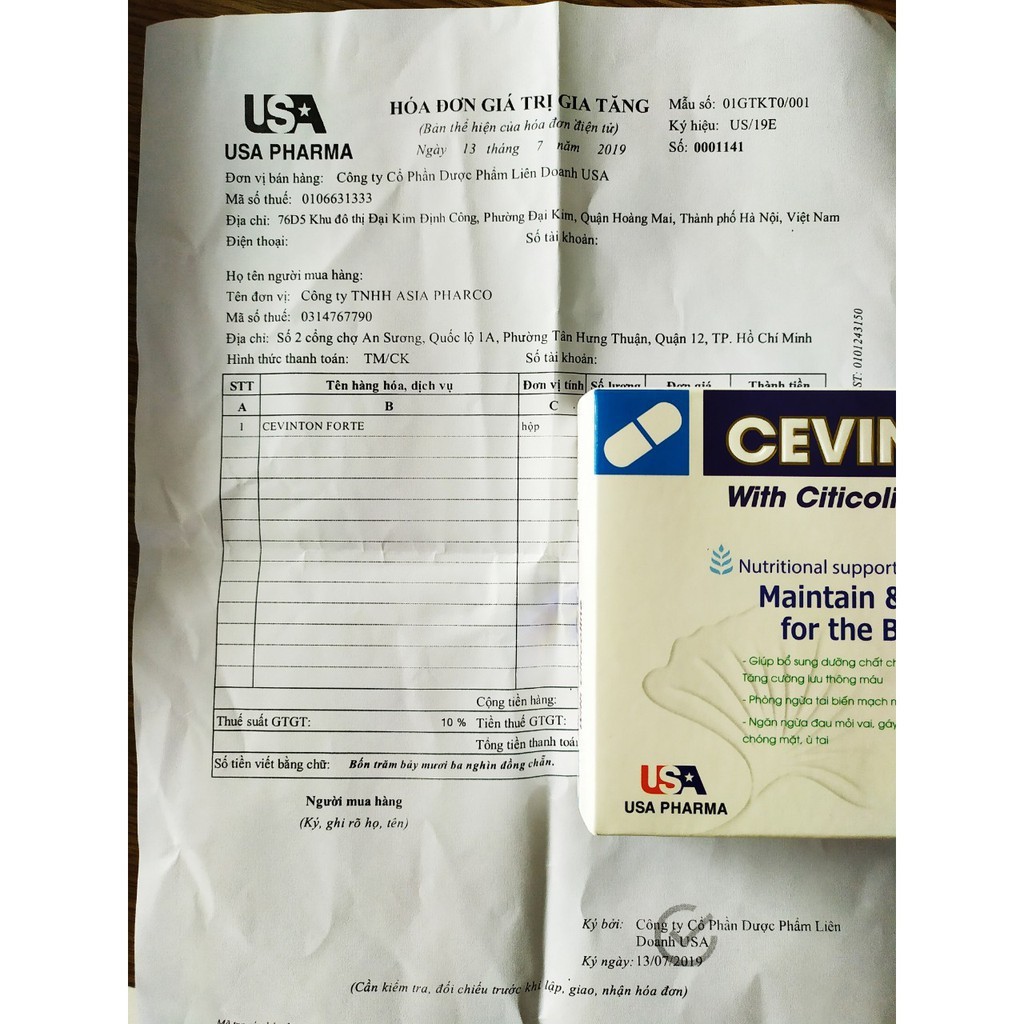 USA
USA PHARMA
HÓA ĐƠN GIÁ TRỊ GIA TĂNG
(Bản thể hiện của hóa đơn điện tử)
Ngày 13 tháng 7 năm 2019
Mẫu số: 01GTKT0/001
Ký hiệu: US/19E
Số: 0001141
Đơn vị bán hàng: Công ty Cổ Phần Dược Phẩm Liên Doanh USA
Mã số thuế: 0106631333
Địa chỉ: 76D5 Khu đô thị Đại Kim Định Công, Phường Đại Kim, Quận Hoàng Mai, Thành phố Hà Nội, Việt Nam
Điện thoại: Số tài khoản:
Họ tên người mua hàng:
Tên đơn vị: Công ty TNHH ASIA PHARCO
Mã số thuế: 0314767790
Địa chỉ: Số 2 cổng chợ An Sương, Quốc lộ 1A, Phường Tân Hưng Thuận, Quận 12, TP. Hồ Chí Minh
Hình thức thanh toán: TM/CK Số tài khoản:
ST: 0101243150
STT Tên hàng hóa, dịch vụ Đơn vị tính Số lượng Đơn giá Thành tiền
A B C
1 CEVINTON FORTE hộp
Cộng tiền hàng:
Thuế suất GTGT: 10 % Tiền thuế GTGT:
Tổng tiền thanh toán
Số tiền viết bằng chữ: Bốn trăm bảy mươi ba nghìn đồng chẵn.
Người mua hàng
(Ký, ghi rõ họ, tên)
CEVIN
With Citicoli
Nutritional support
Maintain &
for the B
- Giúp bổ sung dưỡng chất ch
Tăng cường lưu thông máu
- Phòng ngừa tai biến mạch m
- Ngăn ngừa đau mỏi vai, gáy
chóng mặt, ù tai
USA
USA PHARMA
Ký bởi: Công ty Cổ Phần Dược Phẩm Liên
Doanh USA
Ký ngày: 13/07/2019
(Cần kiểm tra, đối chiếu trước khi lập, giao, nhận hóa đơn)